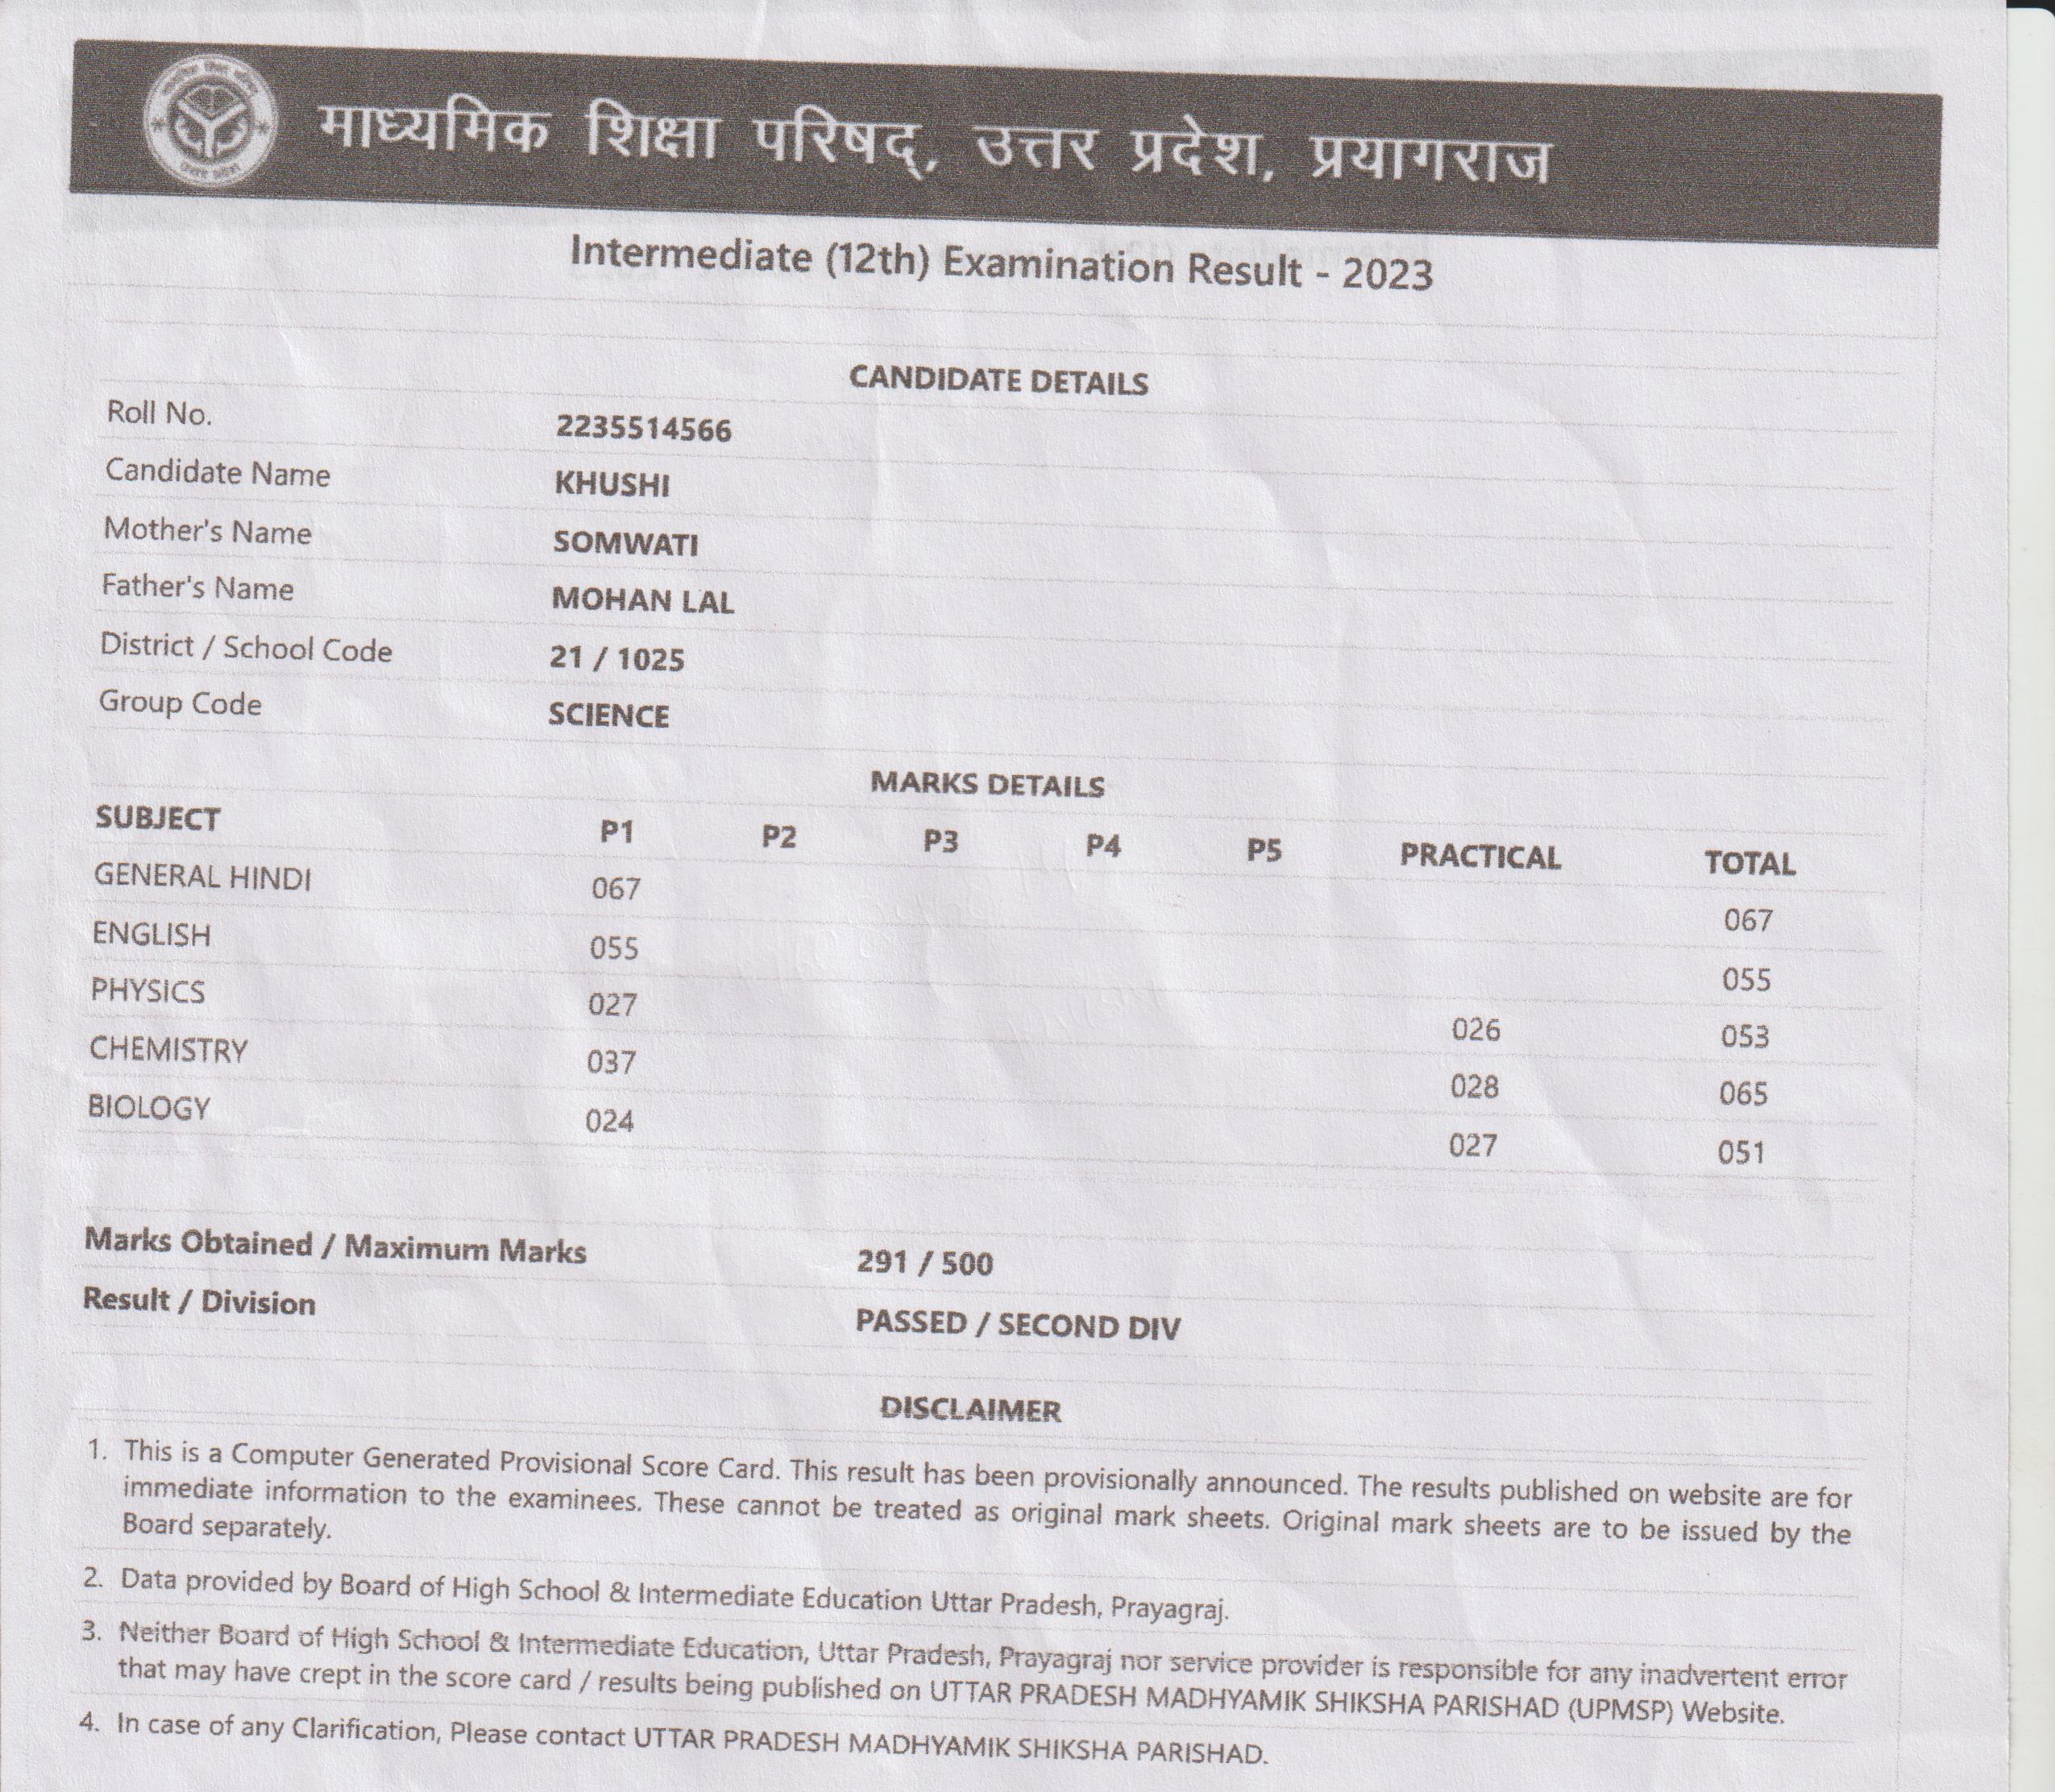 माध्यमिक शिक्षा परिषद्, उत्तर प्रदेश, प्रयागराज
Intermediate (12th) Examination Result - 2023
CANDIDATE DETAILS
Roll No. 2235514566
Candidate Name KHUSHI
Mother's Name SOMWATI
Father's Name MOHAN LAL
District / School Code 21 / 1025
Group Code SCIENCE
MARKS DETAILS
SUBJECT P1 P2 P3 P4 P5 PRACTICAL TOTAL
GENERAL HINDI 067 067
ENGLISH 055 055
PHYSICS 027 026 053
CHEMISTRY 037 028 065
BIOLOGY 024 027 051
Marks Obtained / Maximum Marks 291 / 500
Result / Division PASSED / SECOND DIV
DISCLAIMER
1. This is a Computer Generated Provisional Score Card. This result has been provisionally announced. The results published on website are for
immediate information to the examinees. These cannot be treated as original mark sheets. Original mark sheets are to be issued by the
Board separately.
2. Data provided by Board of High School & Intermediate Education Uttar Pradesh, Prayagraj.
3. Neither Board of High School & Intermediate Education, Uttar Pradesh, Prayagraj nor service provider is responsible for any inadvertent error
that may have crept in the score card / results being published on UTTAR PRADESH MADHYAMIK SHIKSHA PARISHAD (UPMSP) Website.
4. In case of any Clarification, Please contact UTTAR PRADESH MADHYAMIK SHIKSHA PARISHAD.